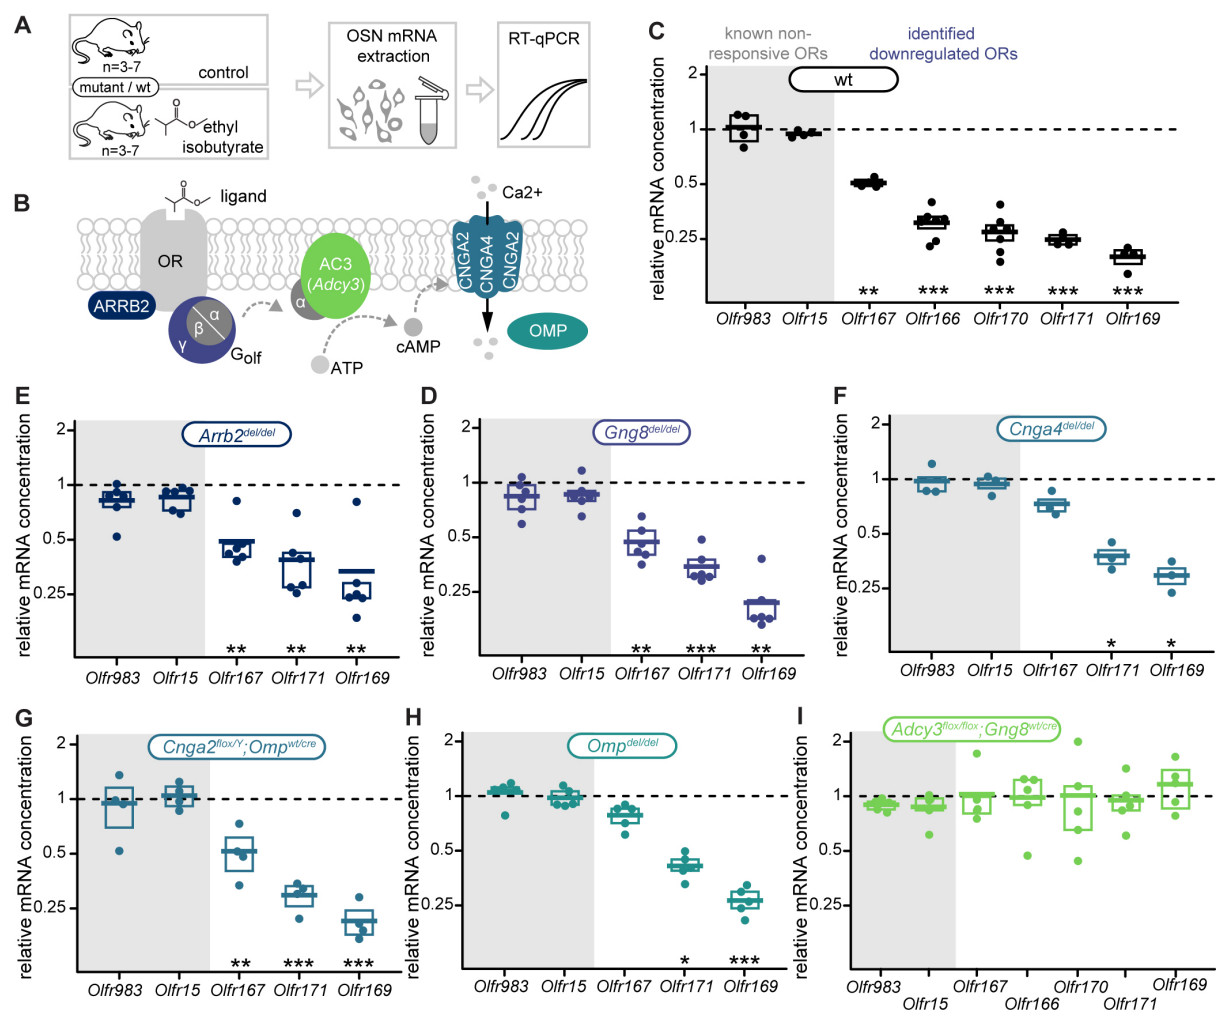 A
n=3-7
control
mutant / wt
n=3-7
ethyl
isobutyrate
OSN mRNA
extraction
RT-qPCR
B
ligand
OR
ARRB2
γ
β
α
Golf
α
AC3
(Adcy3)
ATP
cAMP
Ca2+
CNGA2
CNGA4
CNGA2
OMP
C
known non-
responsive ORs
identified
downregulated ORs
wt
relative mRNA concentration
2
1
0.5
0.25
** *** *** *** ***
Olfr983 Olfr15 Olfr167 Olfr166 Olfr170 Olfr171 Olfr169
E
Arrb2del/del
relative mRNA concentration
2
1
0.5
0.25
** ** **
Olfr983 Olfr15 Olfr167 Olfr171 Olfr169
D
Gng8del/del
relative mRNA concentration
2
1
0.5
0.25
** *** **
Olfr983 Olfr15 Olfr167 Olfr171 Olfr169
F
Cnga4del/del
relative mRNA concentration
2
1
0.5
0.25
* *
Olfr983 Olfr15 Olfr167 Olfr171 Olfr169
G
Cnga2flox/Y;Ompwt/cre
relative mRNA concentration
2
1
0.5
0.25
** *** ***
Olfr983 Olfr15 Olfr167 Olfr171 Olfr169
H
Ompdel/del
relative mRNA concentration
2
1
0.5
0.25
* ***
Olfr983 Olfr15 Olfr167 Olfr171 Olfr169
I
Adcy3flox/flox;Gng8wt/cre
relative mRNA concentration
2
1
0.5
0.25
Olfr983 Olfr167 Olfr170 Olfr169
Olfr15 Olfr166 Olfr171